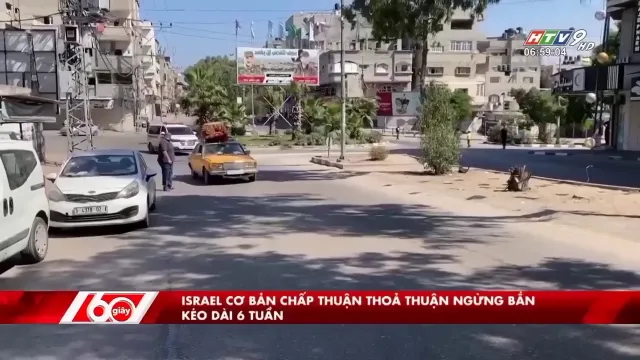 HTV9 HD
06:59:04
60 giây
ISRAEL CƠ BẢN CHẤP THUẬN THOẢ THUẬN NGỪNG BẮN
KÉO DÀI 6 TUẦN